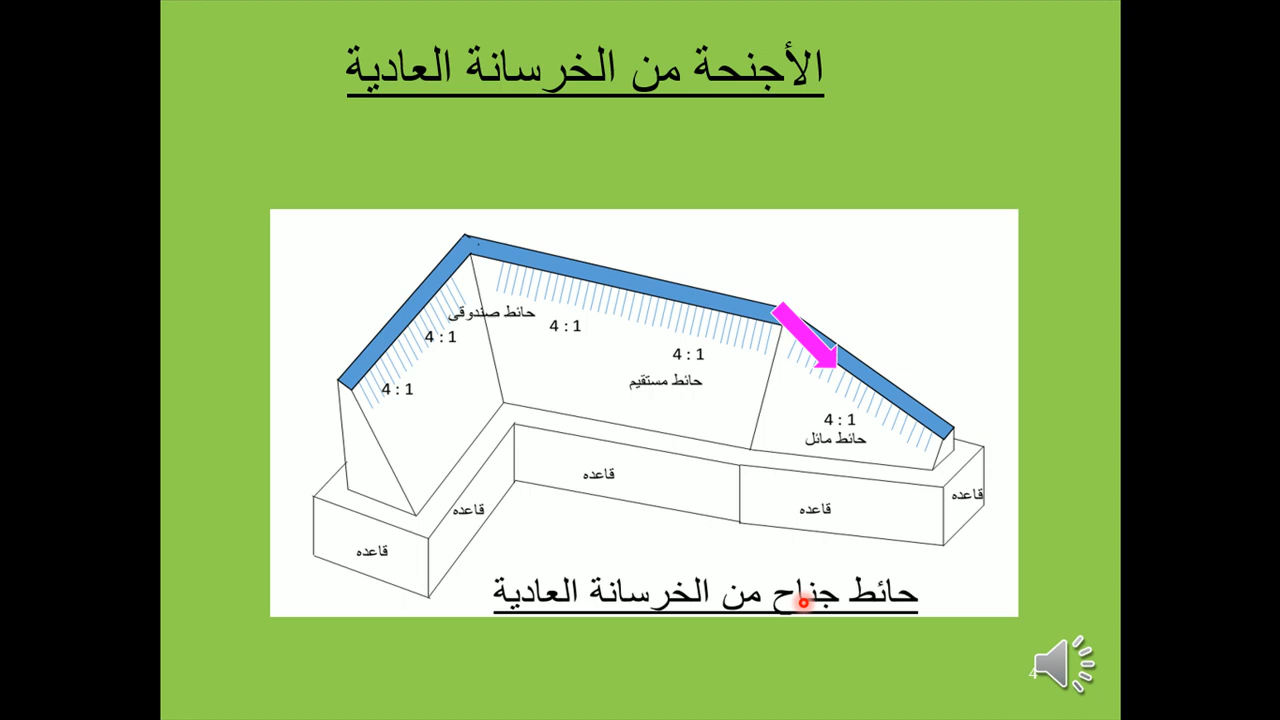 الأجنحة من الخرسانة العادية
حائط صندوقى
4 : 1
4 : 1
4 : 1
حائط مستقيم
4 : 1
4 : 1
حائط مائل
قاعده
قاعده
قاعده
قاعده
قاعده
حائط جناح من الخرسانة العادية
4